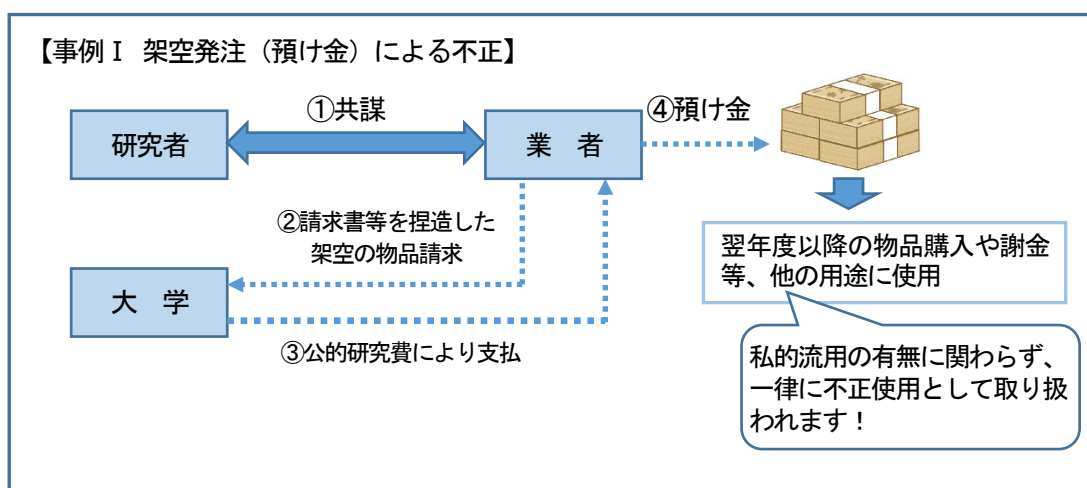 【事例Ⅰ 架空発注(預け金)による不正】
①共謀
④預け金
研究者
業 者
②請求書等を捏造した
架空の物品請求
大 学
③公的研究費により支払
翌年度以降の物品購入や謝金
等、他の用途に使用
私的流用の有無に関わらず、
一律に不正使用として取り扱
われます！